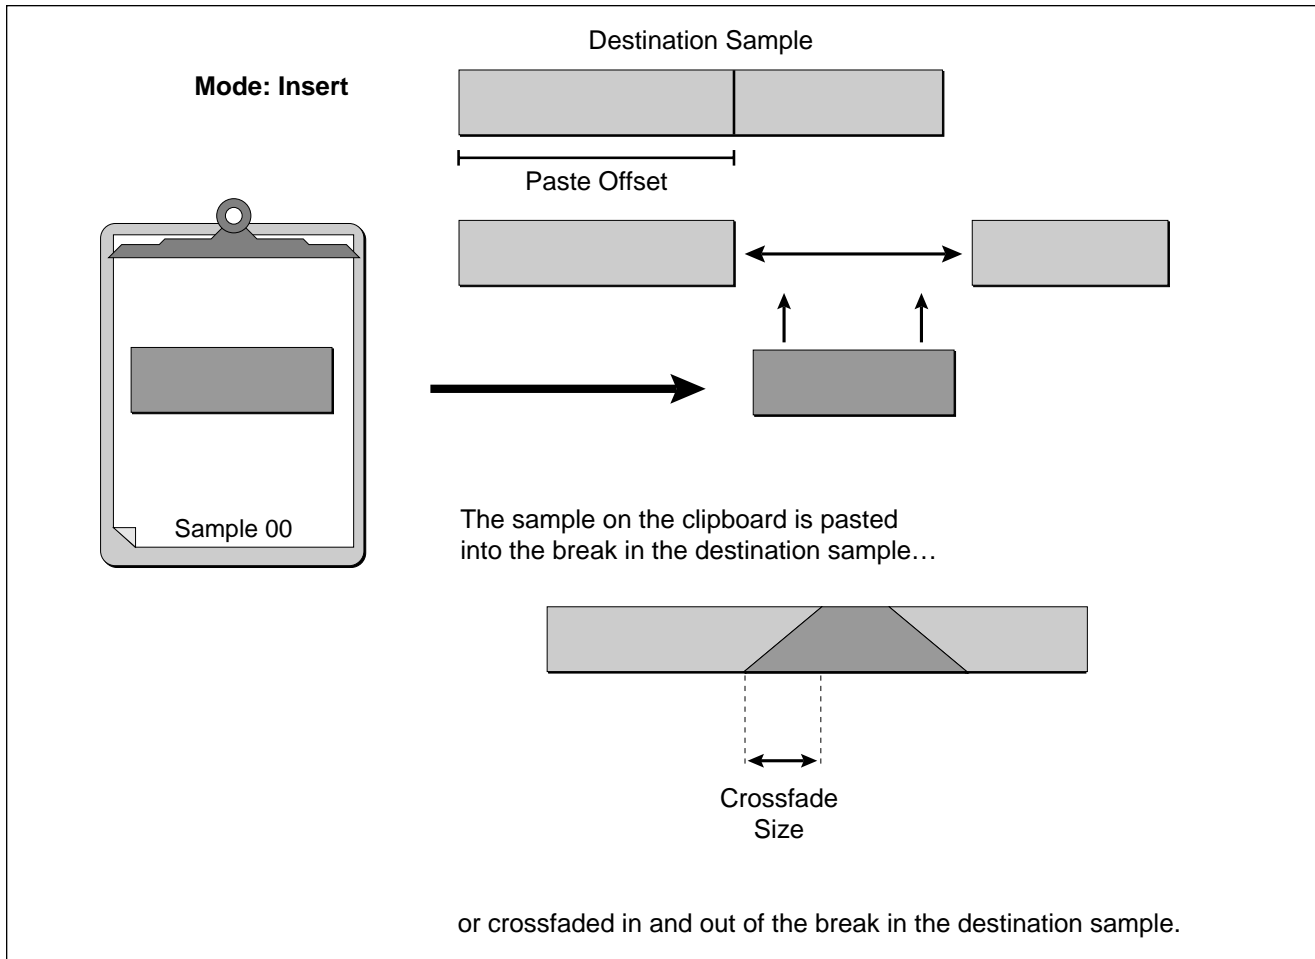 Destination Sample
Mode: Insert
Paste Offset
Sample 00
The sample on the clipboard is pasted
into the break in the destination sample…
Crossfade
Size
or crossfaded in and out of the break in the destination sample.